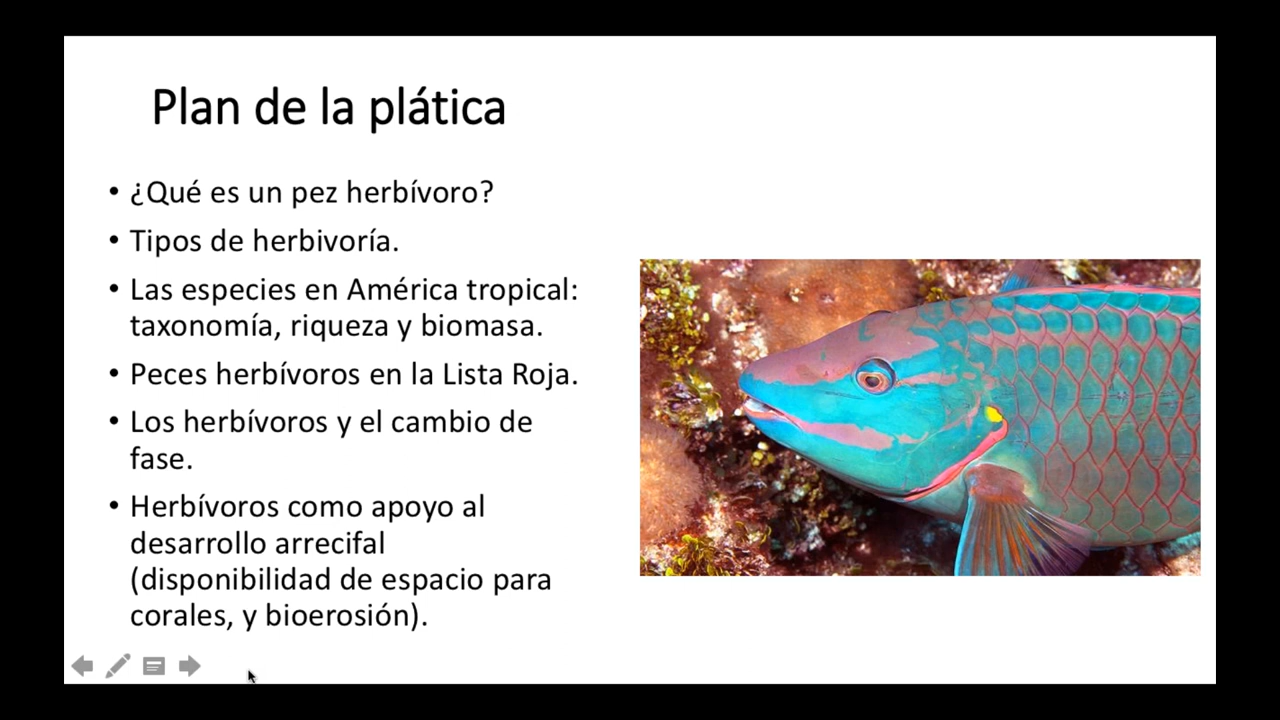 Plan de la plática
• ¿Qué es un pez herbívoro?
• Tipos de herbivoría.
• Las especies en América tropical:
taxonomía, riqueza y biomasa.
• Peces herbívoros en la Lista Roja.
• Los herbívoros y el cambio de
fase.
• Herbívoros como apoyo al
desarrollo arrecifal
(disponibilidad de espacio para
corales, y bioerosión).